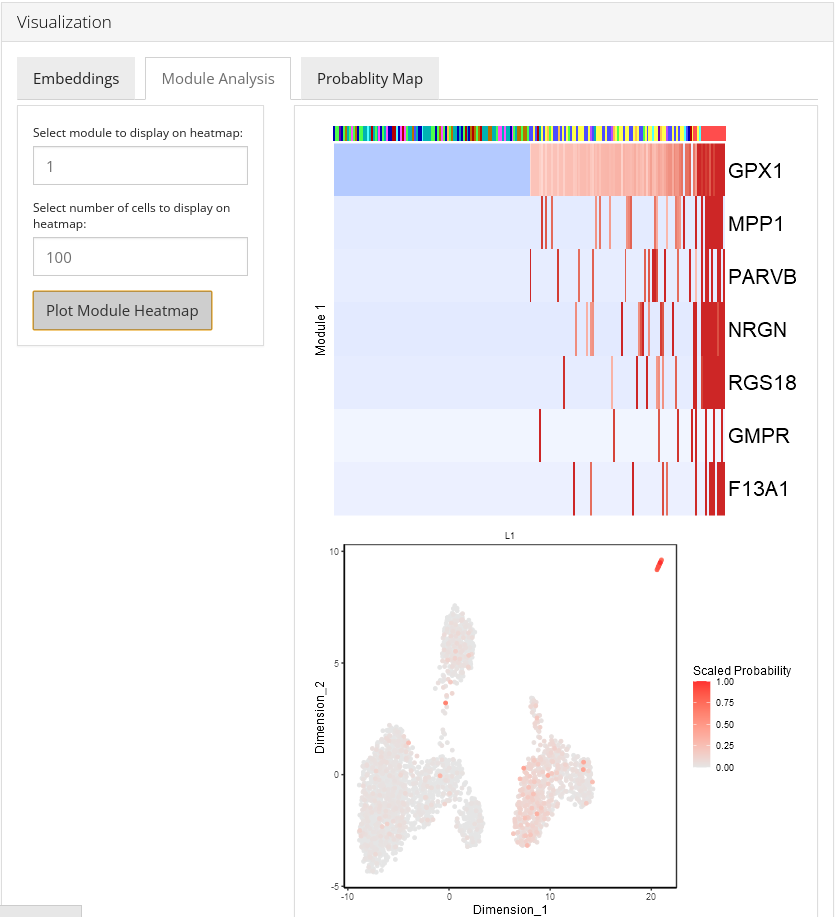 Visualization
Embeddings
Module Analysis
Probablity Map
Select module to display on heatmap:
1
Select number of cells to display on
heatmap:
100
Plot Module Heatmap
Module 1
GPX1
MPP1
PARVB
NRGN
RGS18
GMPR
F13A1
L1
10
5
0
-5
Dimension_2
-10
0
10
20
Dimension_1
Scaled Probability
1.00
0.75
0.50
0.25
0.00